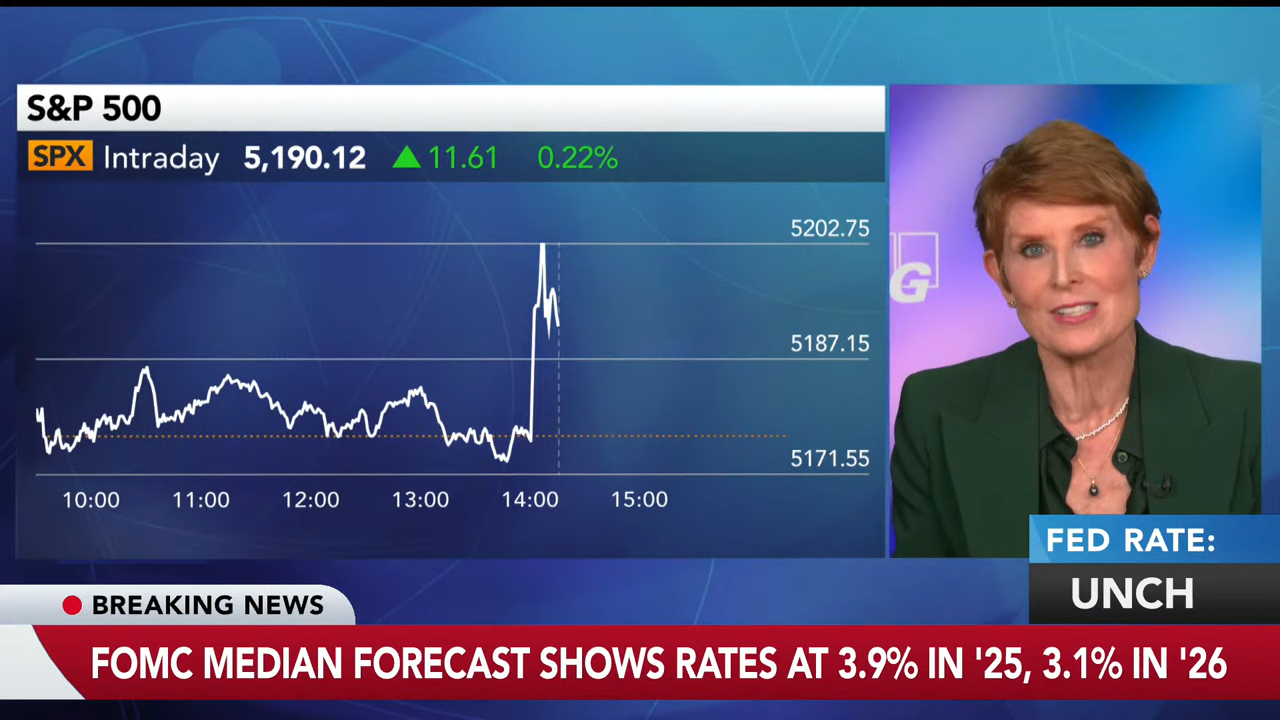 S&P 500
SPX Intraday 5,190.12 ▲ 11.61 0.22%
5202.75
5187.15
5171.55
10:00 11:00 12:00 13:00 14:00 15:00
G
FED RATE:
UNCH
BREAKING NEWS
FOMC MEDIAN FORECAST SHOWS RATES AT 3.9% IN '25, 3.1% IN '26